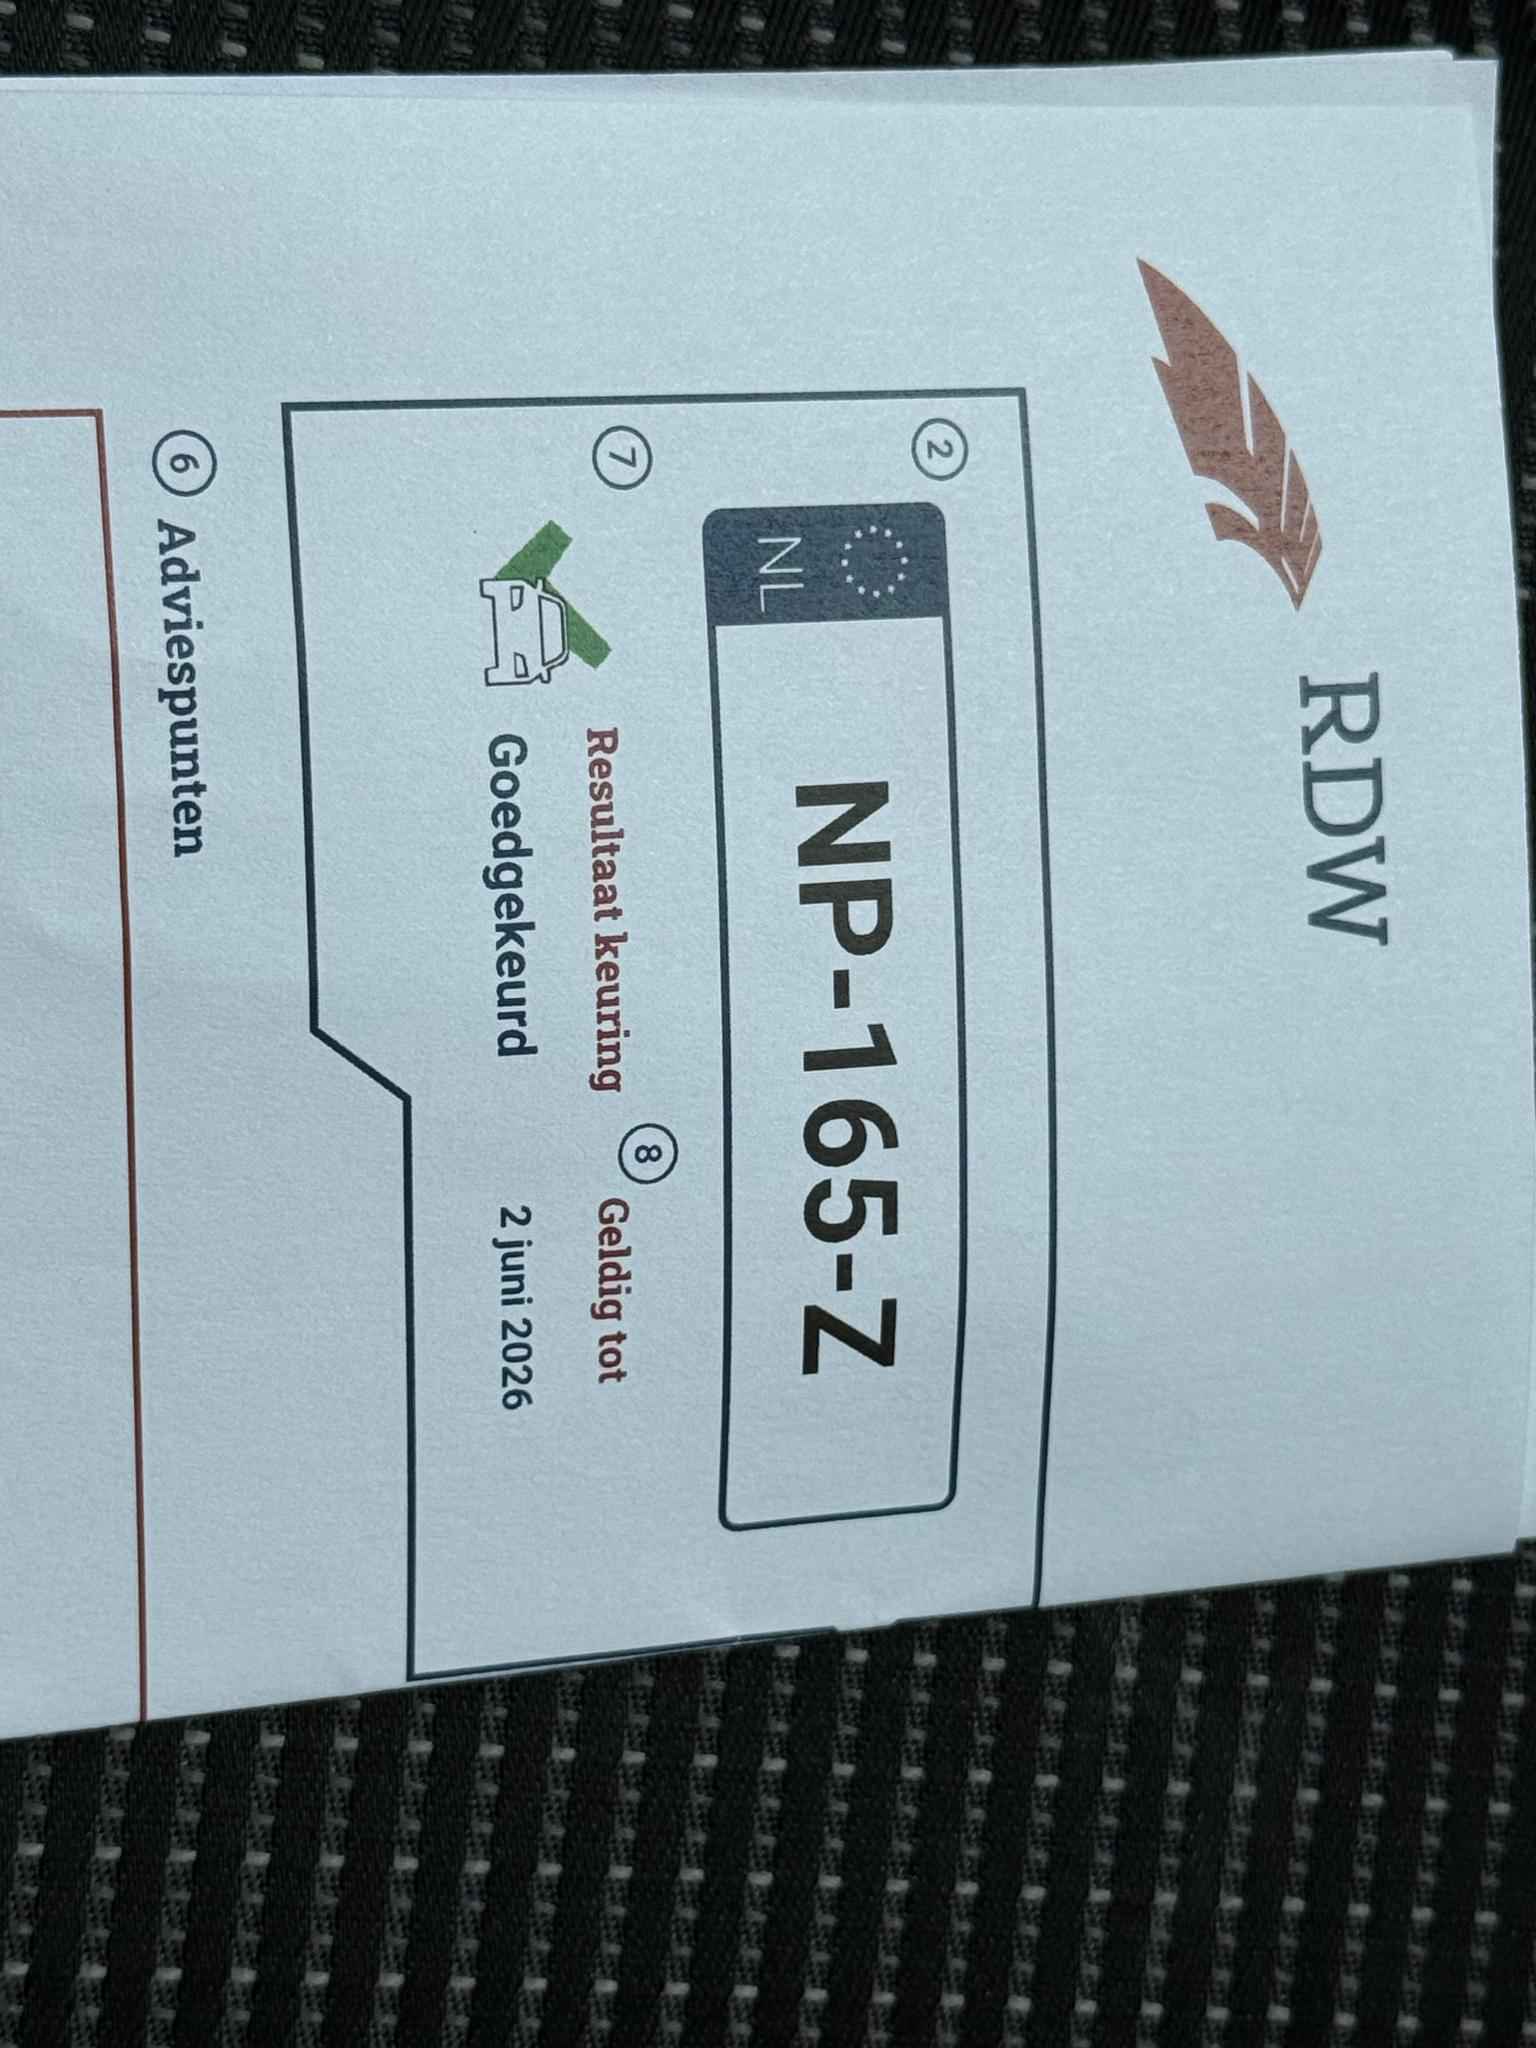 RDW
2
NL
NP-165-Z
7
Resultaat keuring
8
Geldig tot
Goedgekeurd
2 juni 2026
6 Adviespunten